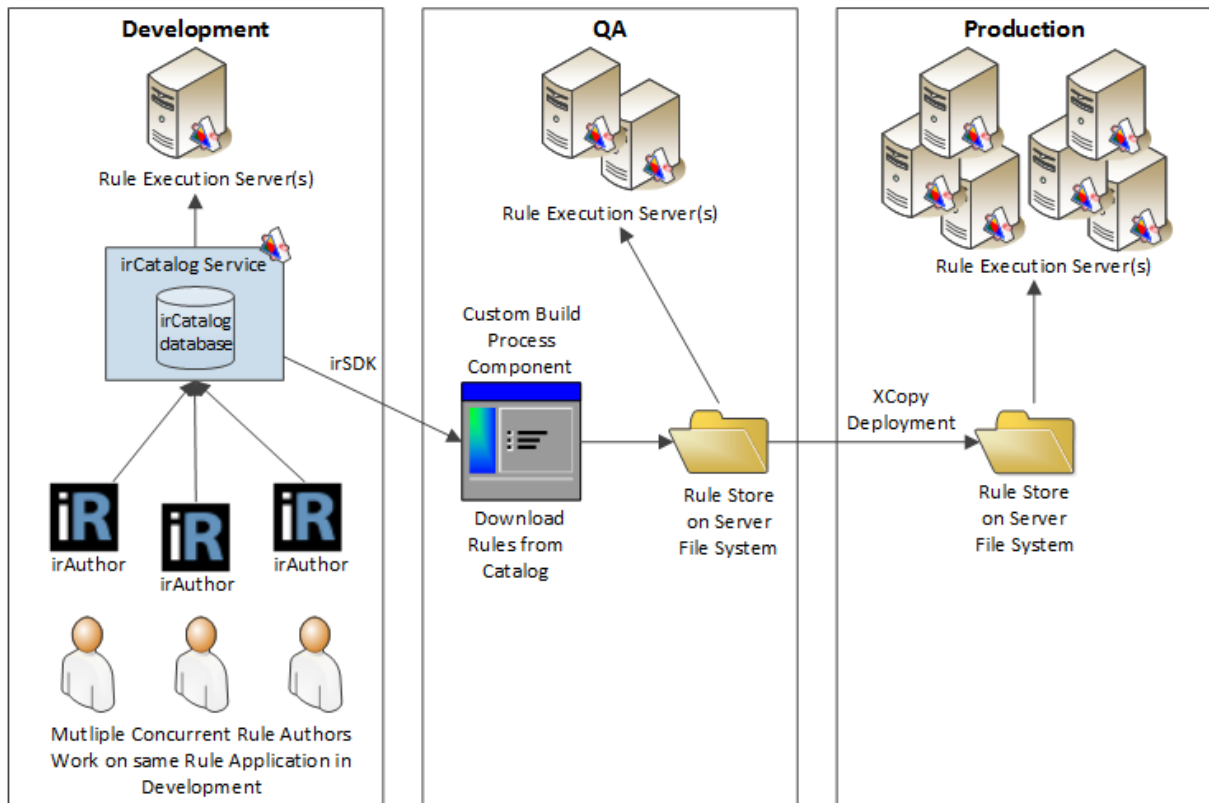 Development
Rule Execution Server(s)
irCatalog Service
irCatalog
database
irSDK
iR
iR
iR
irAuthor
irAuthor
irAuthor
Mutliple Concurrent Rule Authors
Work on same Rule Application in
Development
QA
Rule Execution Server(s)
Custom Build
Process
Component
Download
Rules from
Catalog
Rule Store
on Server
File System
Production
Rule Execution Server(s)
XCopy
Deployment
Rule Store
on Server
File System